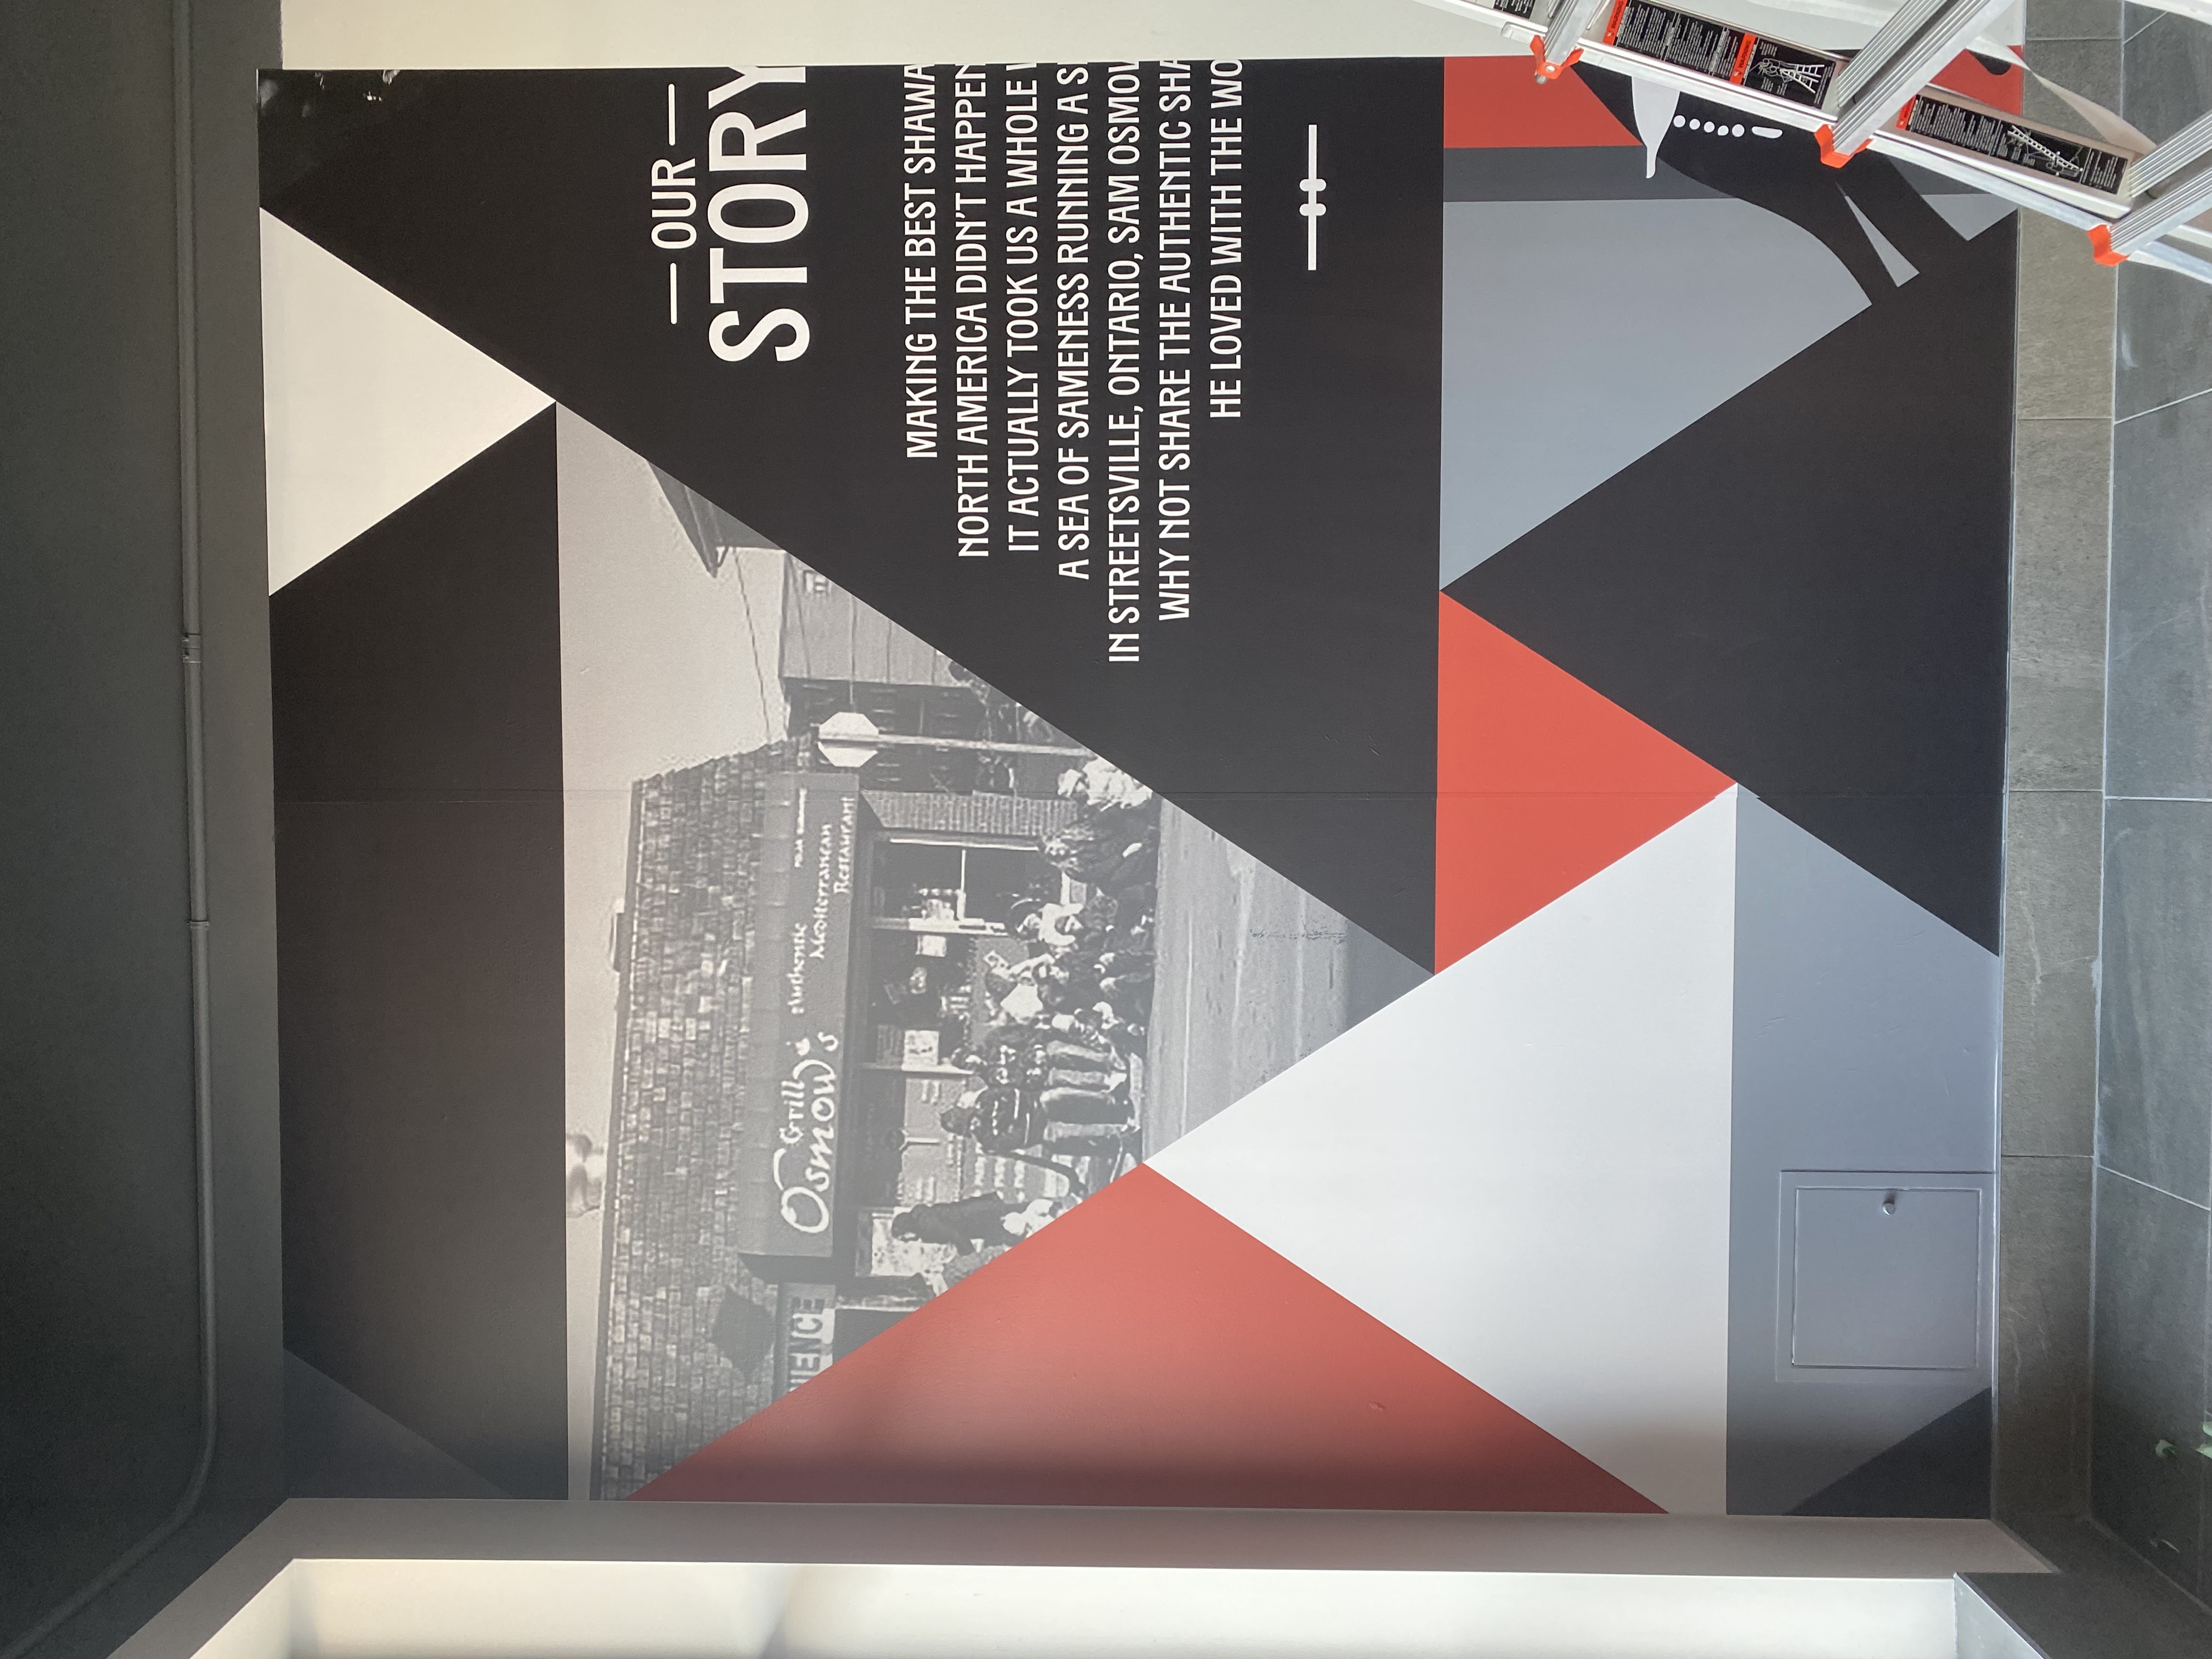 OUR
STORY
MAKING THE BEST SHAWA
NORTH AMERICA DIDN'T HAPPEN
IT ACTUALLY TOOK US A WHOLE
A SEA OF SAMENESS RUNNING A S
IN STREETSVILLE, ONTARIO, SAM OSMOW
WHY NOT SHARE THE AUTHENTIC SHA
HE LOVED WITH THE WO
IENCE
Grill
Osmow's
Authentic
Mediterranean
Restaurant
WARNING
WARNING